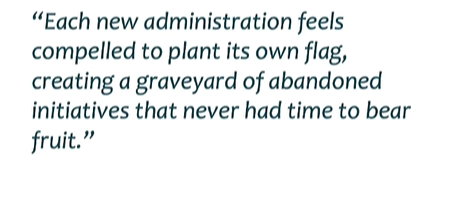 “Each new administration feels
compelled to plant its own flag,
creating a graveyard of abandoned
initiatives that never had time to bear
fruit.”